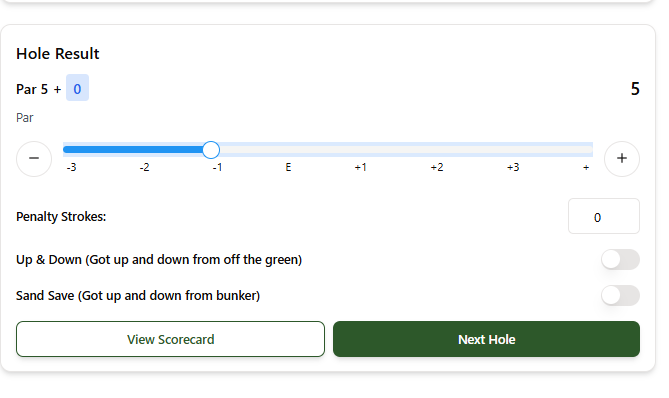 Hole Result
Par 5 + 0 5
Par
− +
-3 -2 -1 E +1 +2 +3 +
Penalty Strokes: 0
Up & Down (Got up and down from off the green)
Sand Save (Got up and down from bunker)
View Scorecard Next Hole